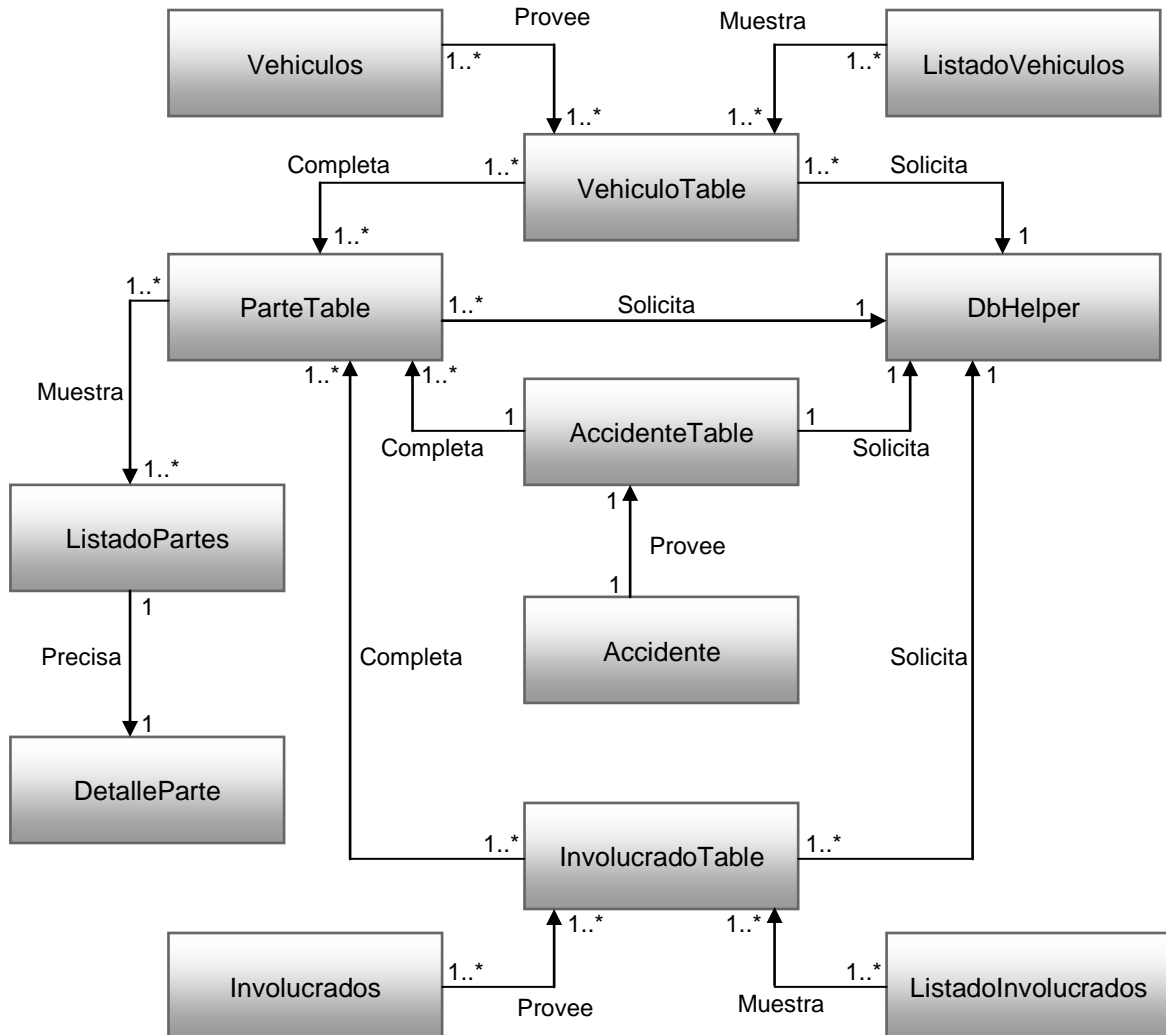 Provee
Muestra
Vehiculos
1..*
1..*
ListadoVehiculos
1..*
1..*
Completa
1..*
VehiculoTable
1..*
Solicita
1..*
1
1..*
ParteTable
1..*
Solicita
1
DbHelper
1..*
1..*
1
1
Muestra
1
AccidenteTable
1
Completa
Solicita
1..*
1
ListadoPartes
Provee
1
1
Precisa
Completa
Accidente
Solicita
1
DetalleParte
1..*
InvolucradoTable
1..*
1..*
1..*
Involucrados
1..*
Provee
Muestra
1..*
ListadoInvolucrados